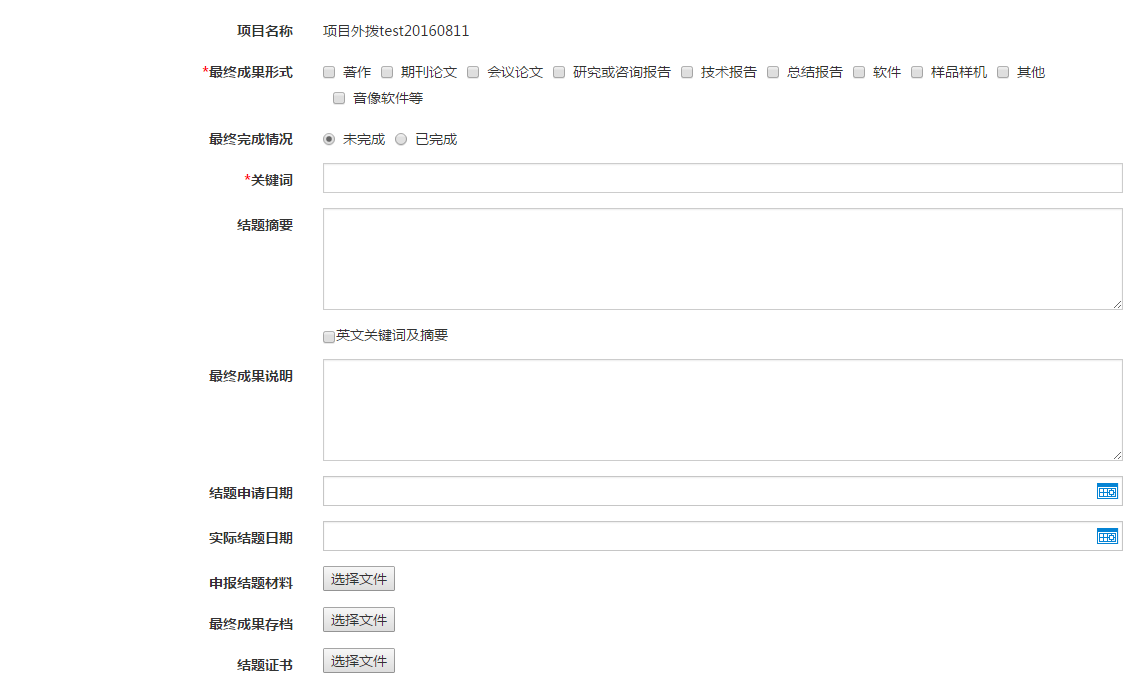 项目名称 项目外拨test20160811
*最终成果形式 著作 期刊论文 会议论文 研究或咨询报告 技术报告 总结报告 软件 样品样机 其他
音像软件等
最终完成情况 未完成 已完成
*关键词
结题摘要
英文关键词及摘要
最终成果说明
结题申请日期
实际结题日期
申报结题材料 选择文件
最终成果存档 选择文件
结题证书 选择文件